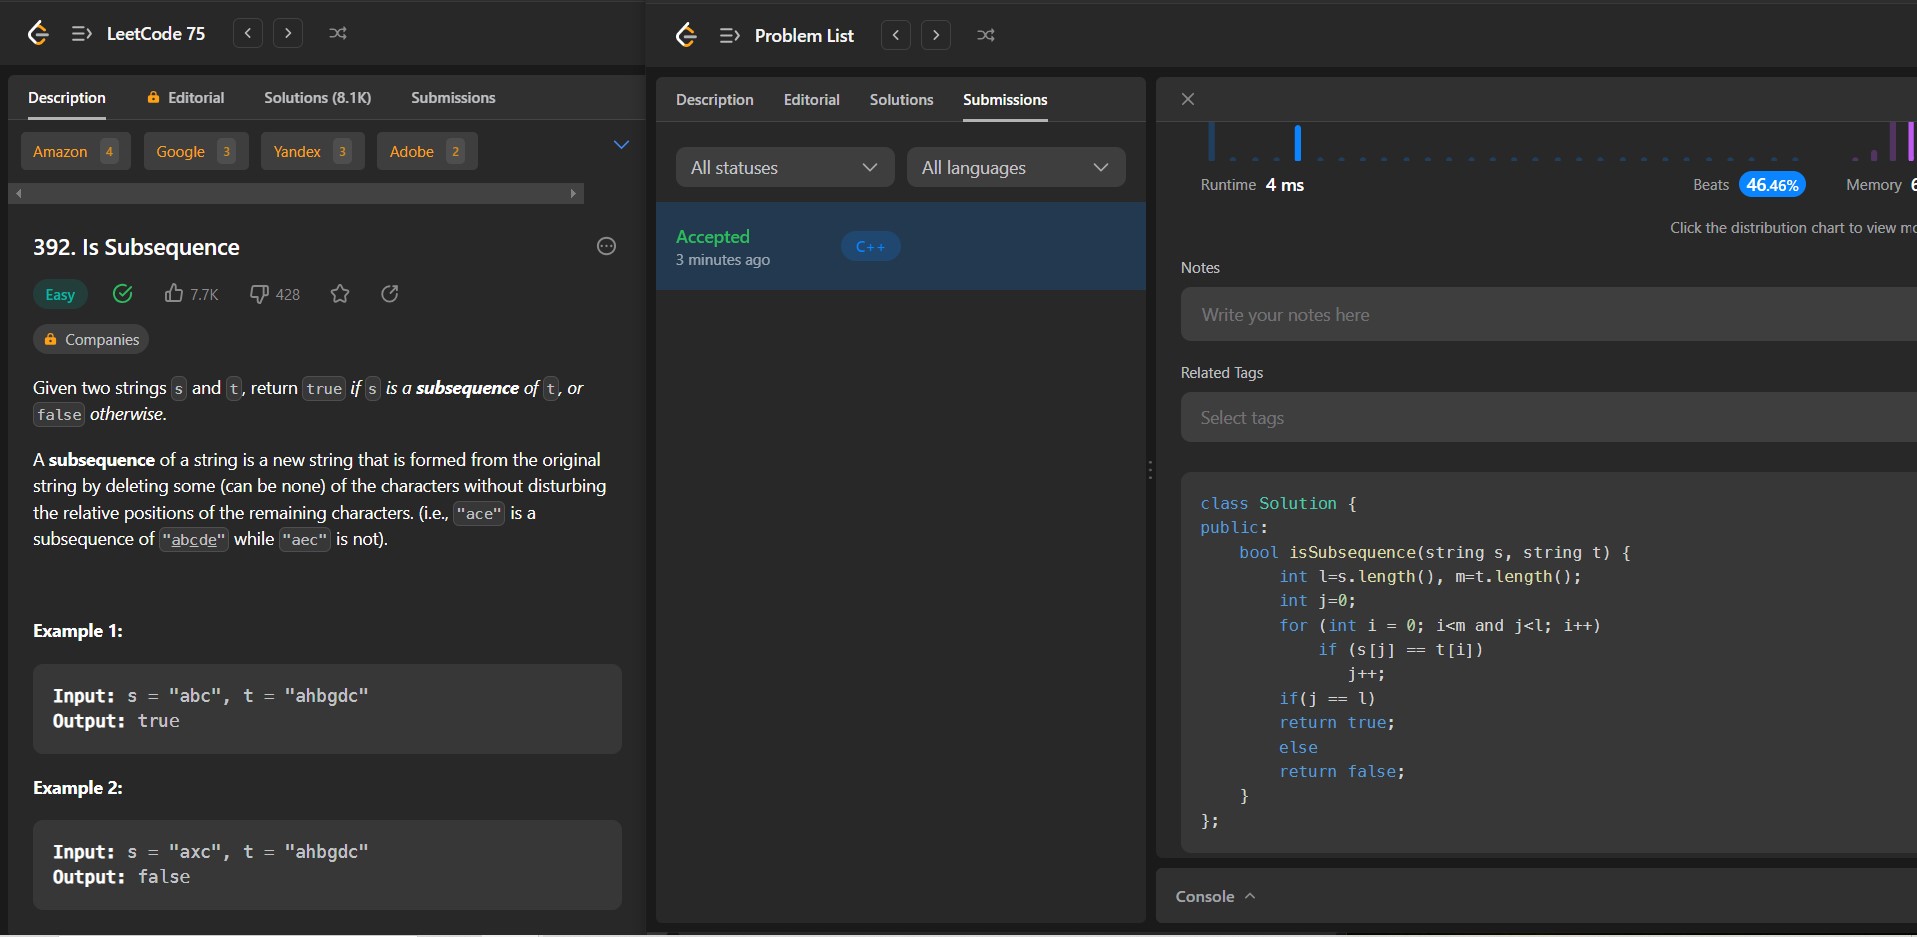 LeetCode 75
Description Editorial Solutions (8.1K) Submissions
Amazon 4 Google 3 Yandex 3 Adobe 2
392. Is Subsequence
Easy 7.7K 428
Companies
Given two strings s and t, return true if s is a subsequence of t, or
false otherwise.
A subsequence of a string is a new string that is formed from the original
string by deleting some (can be none) of the characters without disturbing
the relative positions of the remaining characters. (i.e., "ace" is a
subsequence of "abcde" while "aec" is not).
Example 1:
Input: s = "abc", t = "ahbgdc"
Output: true
Example 2:
Input: s = "axc", t = "ahbgdc"
Output: false
Problem List
Description Editorial Solutions Submissions
All statuses All languages
Accepted C++
3 minutes ago
Runtime 4 ms Beats 46.46% Memory
Click the distribution chart to view
Notes
Write your notes here
Related Tags
Select tags
class Solution {
public:
    bool isSubsequence(string s, string t) {
        int l=s.length(), m=t.length();
        int j=0;
        for (int i = 0; i<m and j<l; i++)
            if (s[j] == t[i])
               j++;
        if(j == l)
        return true;
        else
        return false;
    }
};
Console